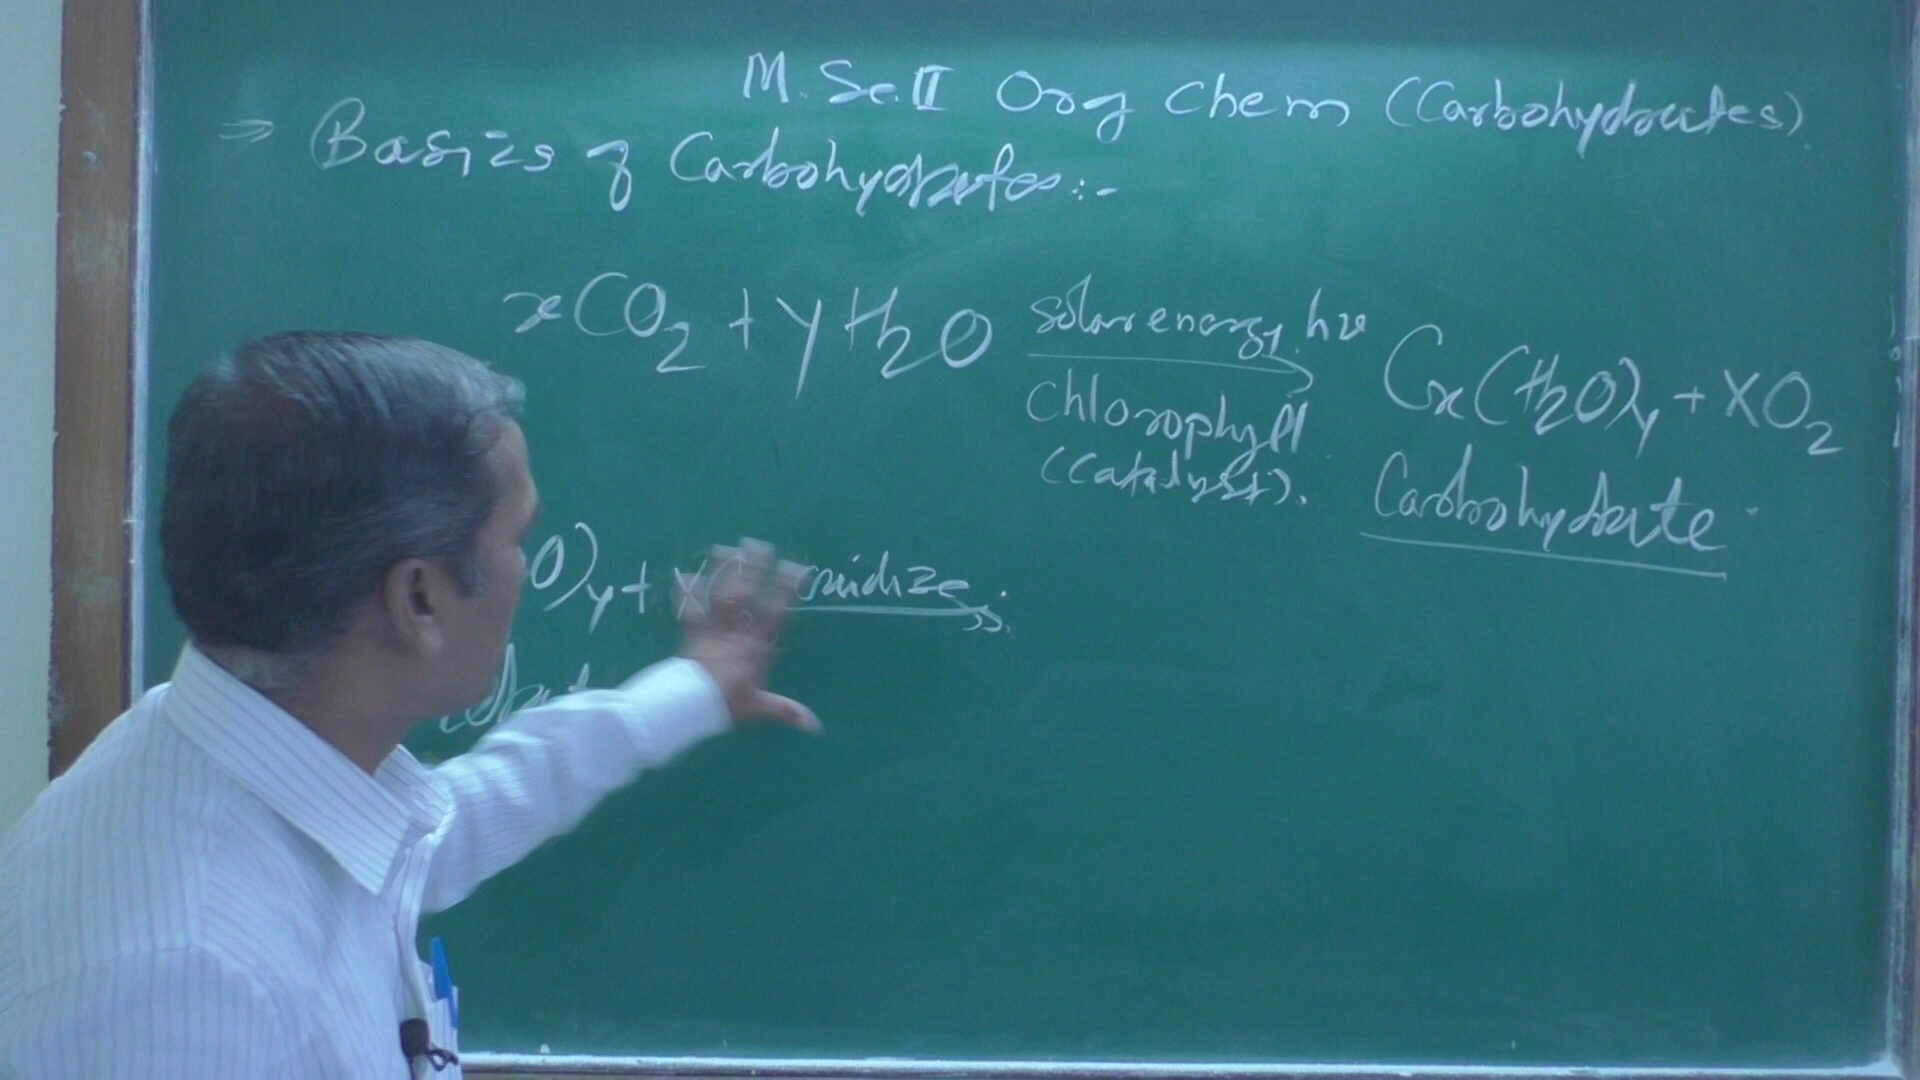 M.Sc.II Org Chem (Carbohydrates)
⇒ Basics of Carbohydrates:-
xCO₂ + yH₂O
solar energy, hν
→
Chlorophyll
(Catalyst).
Cx(H₂O)y + XO₂
Carbohydrate
O)y + X
oxidize
→